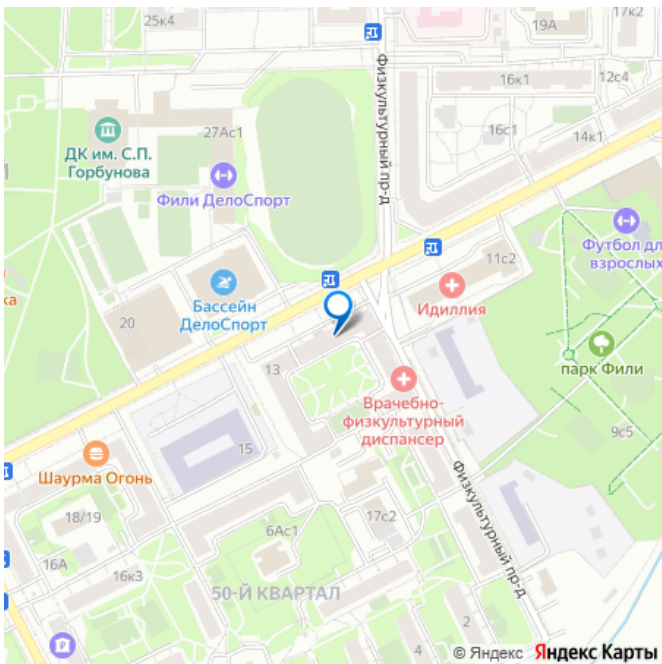 25к4
17к2
19А
Физкультурный пр-д
16к1
12с4
27Ас1
16с1
14к1
ДК им. С.П.
Горбунова
Фили ДелоСпорт
Футбол дл
взрослых
11с2
Идиллия
ка
20
Бассейн
ДелоСпорт
13
парк Фили
Врачебно-
физкультурный
диспансер
15
9с5
Шаурма Огонь
Физкультурный пр-д
18/19
17с2
6Ас1
16А
16к3
50-Й КВАРТАЛ
2
4
© Яндекс Яндекс Карты